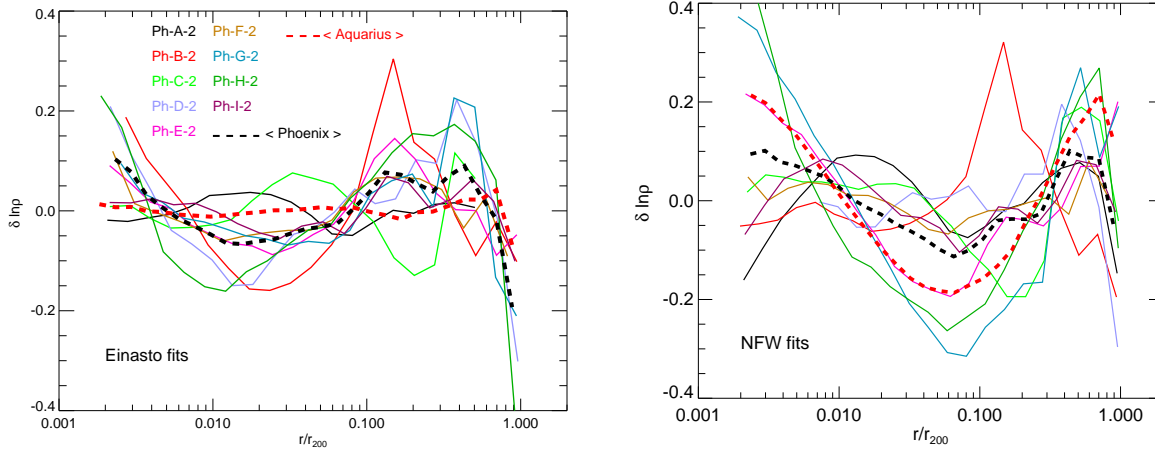 Ph-A-2 Ph-F-2 < Aquarius >
Ph-B-2 Ph-G-2
Ph-C-2 Ph-H-2
Ph-D-2 Ph-I-2
Ph-E-2 < Phoenix >
0.4
0.2
0.0
-0.2
-0.4
δ lnρ
Einasto fits
0.001 0.010 0.100 1.000
r/r200
0.4
0.2
0.0
-0.2
-0.4
δ lnρ
NFW fits
0.001 0.010 0.100 1.000
r/r200